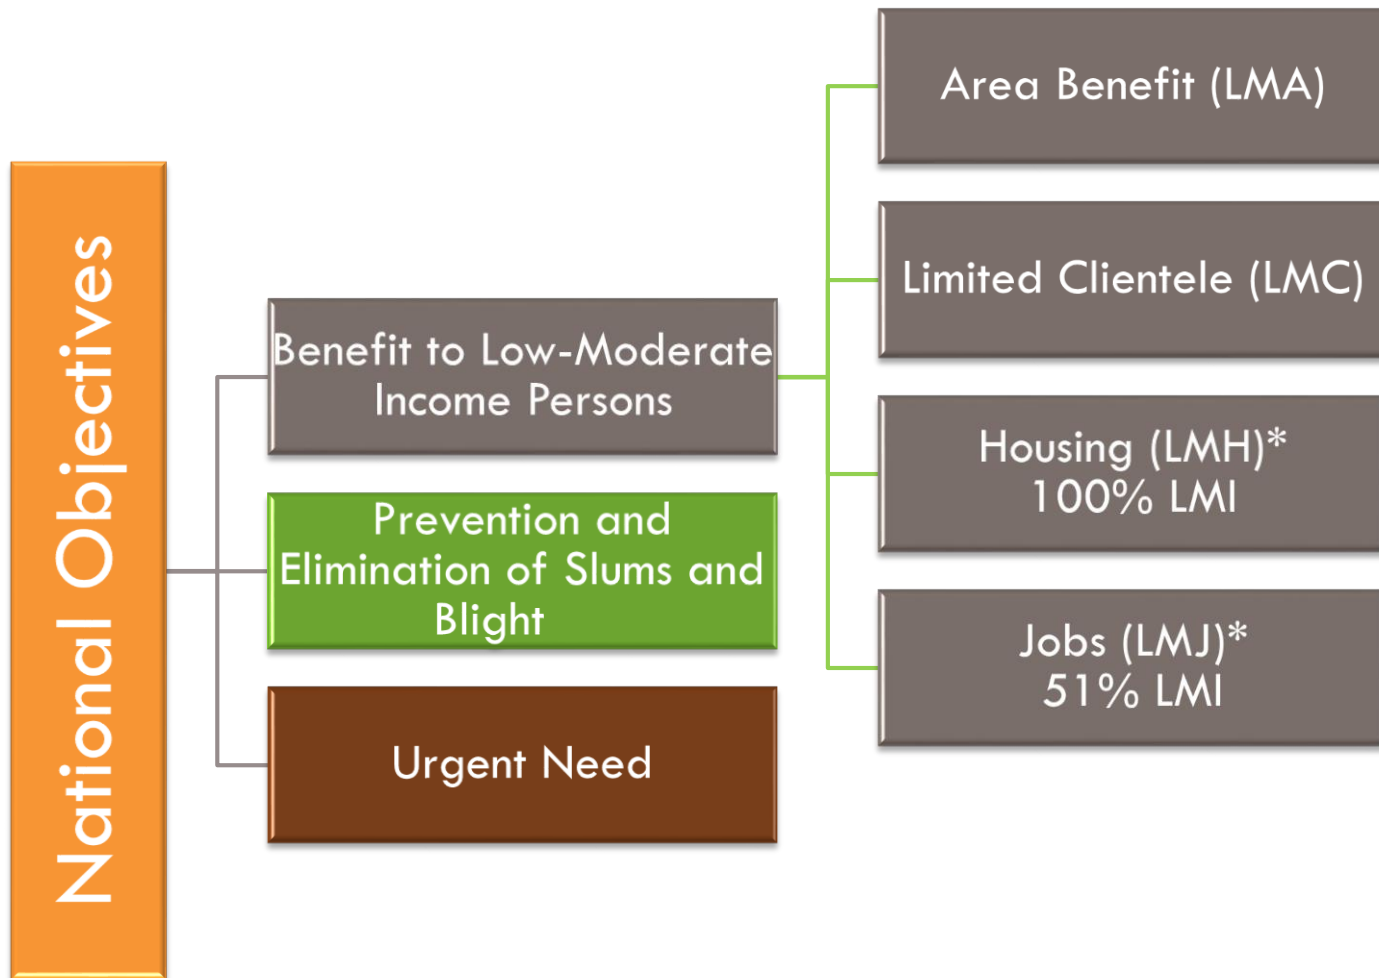 National Objectives
Benefit to Low-Moderate
Income Persons
Prevention and
Elimination of Slums and
Blight
Urgent Need
Area Benefit (LMA)
Limited Clientele (LMC)
Housing (LMH)*
100% LMI
Jobs (LMJ)*
51% LMI